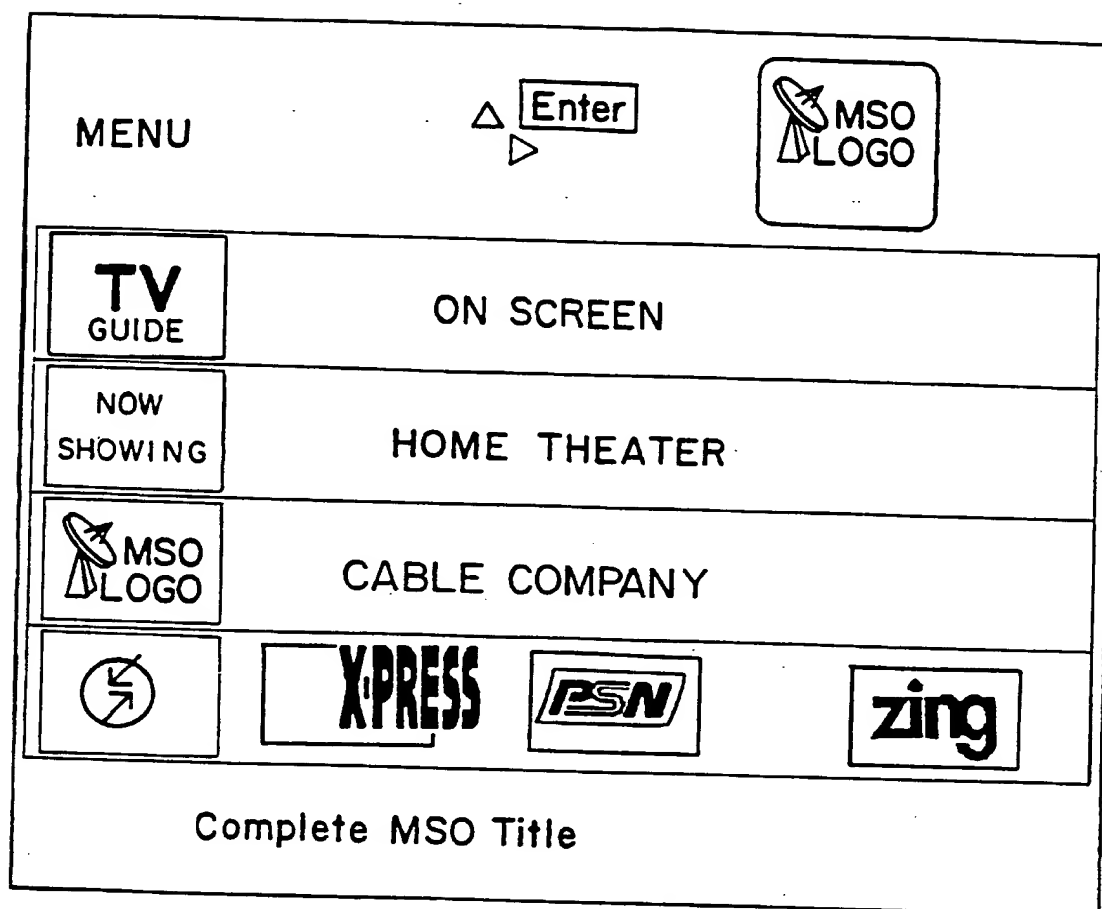 MENU
Enter
MSO
LOGO
TV
GUIDE
ON SCREEN
NOW
SHOWING
HOME THEATER
MSO
LOGO
CABLE COMPANY
X•PRESS
PSN
zing
Complete MSO Title